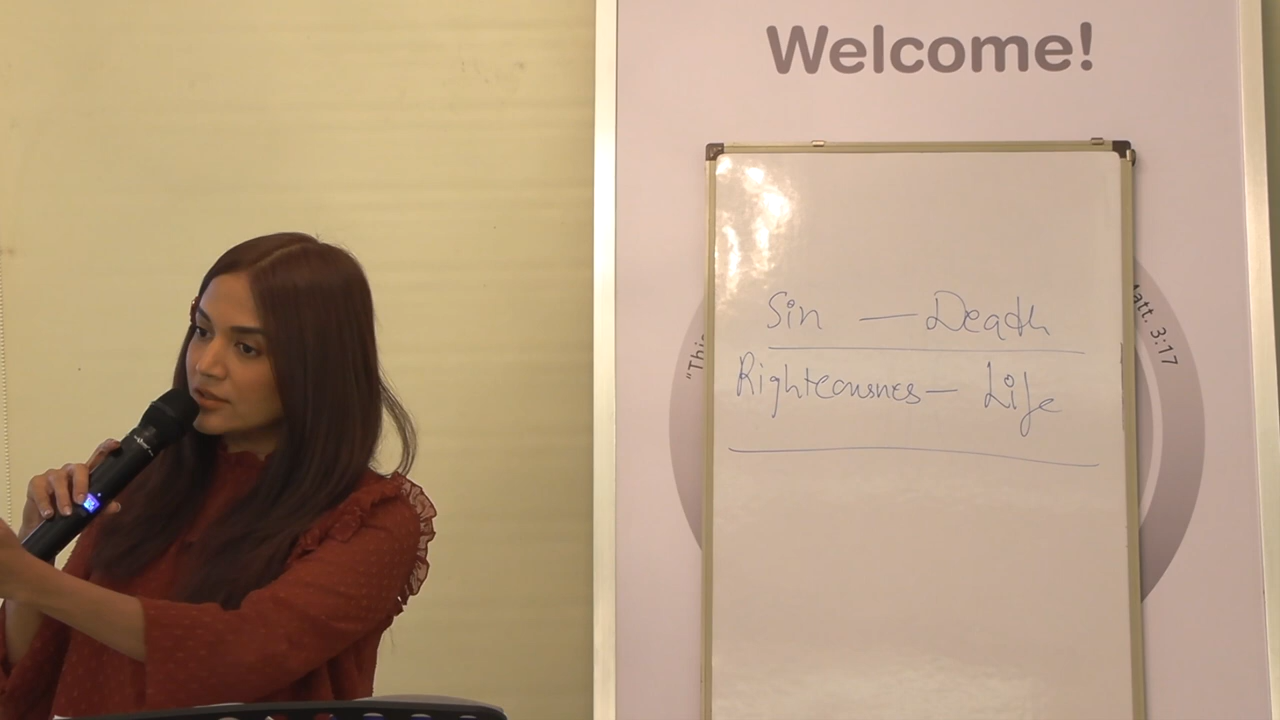 Welcome!
Sin — Death
Righteousnes — Life
"This
Matt. 3:17